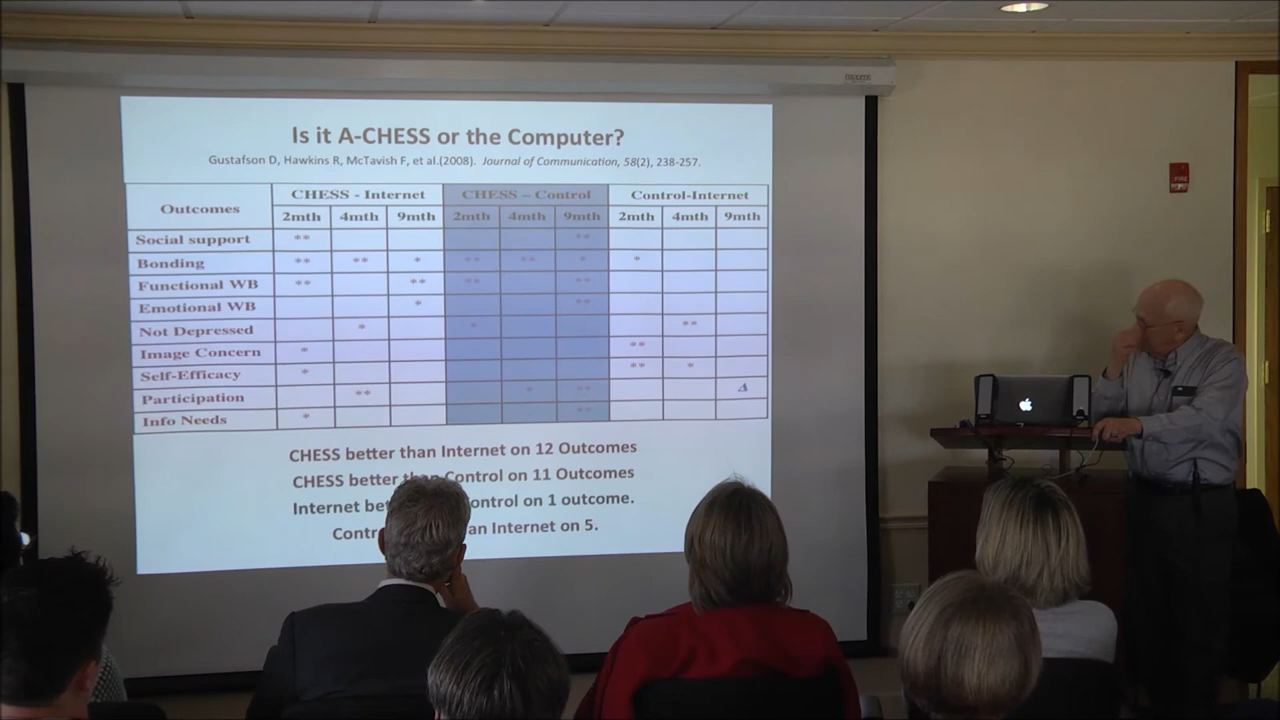 Is it A-CHESS or the Computer?
Gustafson D, Hawkins R, McTavish F, et al.(2008). Journal of Communication, 58(2), 238-257.
Outcomes CHESS - Internet CHESS – Control Control-Internet
2mth 4mth 9mth 2mth 4mth 9mth 2mth 4mth 9mth
Social support ** **
Bonding ** ** * ** ** * *
Functional WB ** ** ** **
Emotional WB * **
Not Depressed * * **
Image Concern * **
Self-Efficacy * ** *
Participation ** * ** Δ
Info Needs * **
CHESS better than Internet on 12 Outcomes
CHESS better than Control on 11 Outcomes
Internet ontrol on 1 outcome.
an Internet on 5.
FIRE